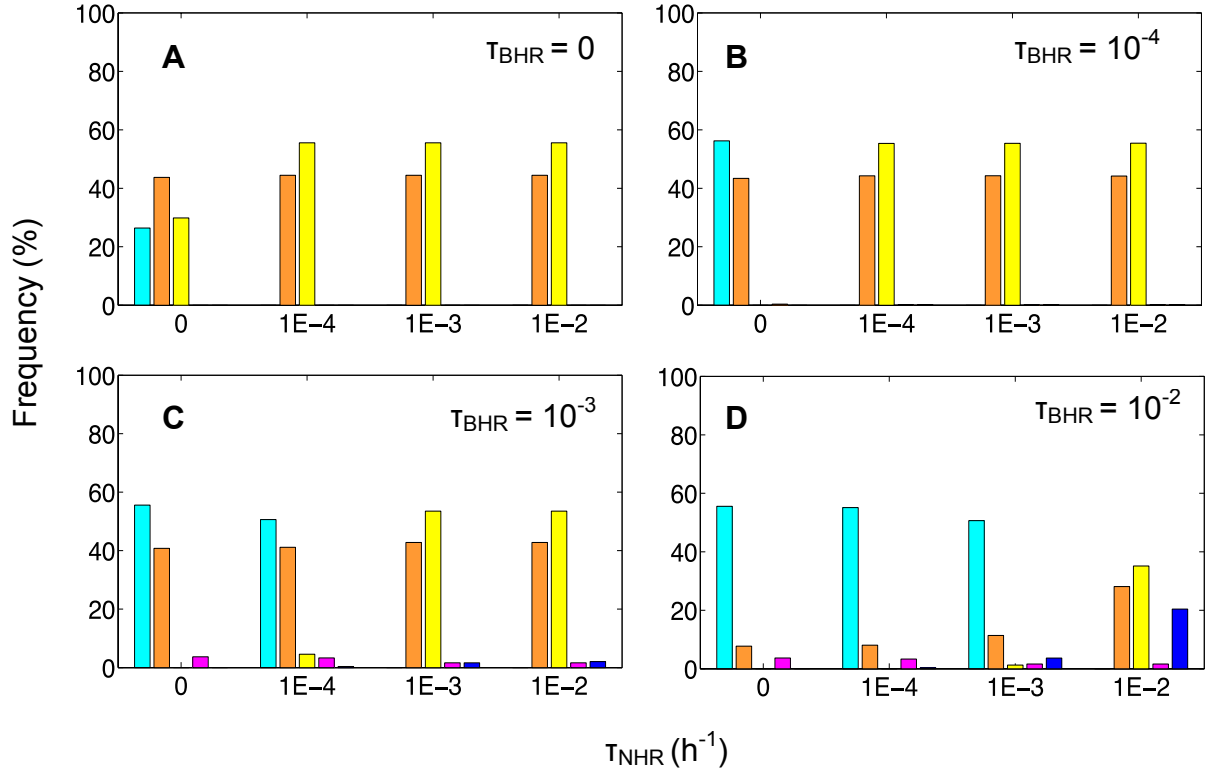 A
τBHR = 0
100
80
60
40
20
0
0
1E−4
1E−3
1E−2
B
τBHR = 10-4
100
80
60
40
20
0
0
1E−4
1E−3
1E−2
Frequency (%)
C
τBHR = 10-3
100
80
60
40
20
0
0
1E−4
1E−3
1E−2
D
τBHR = 10-2
100
80
60
40
20
0
0
1E−4
1E−3
1E−2
τNHR (h-1)